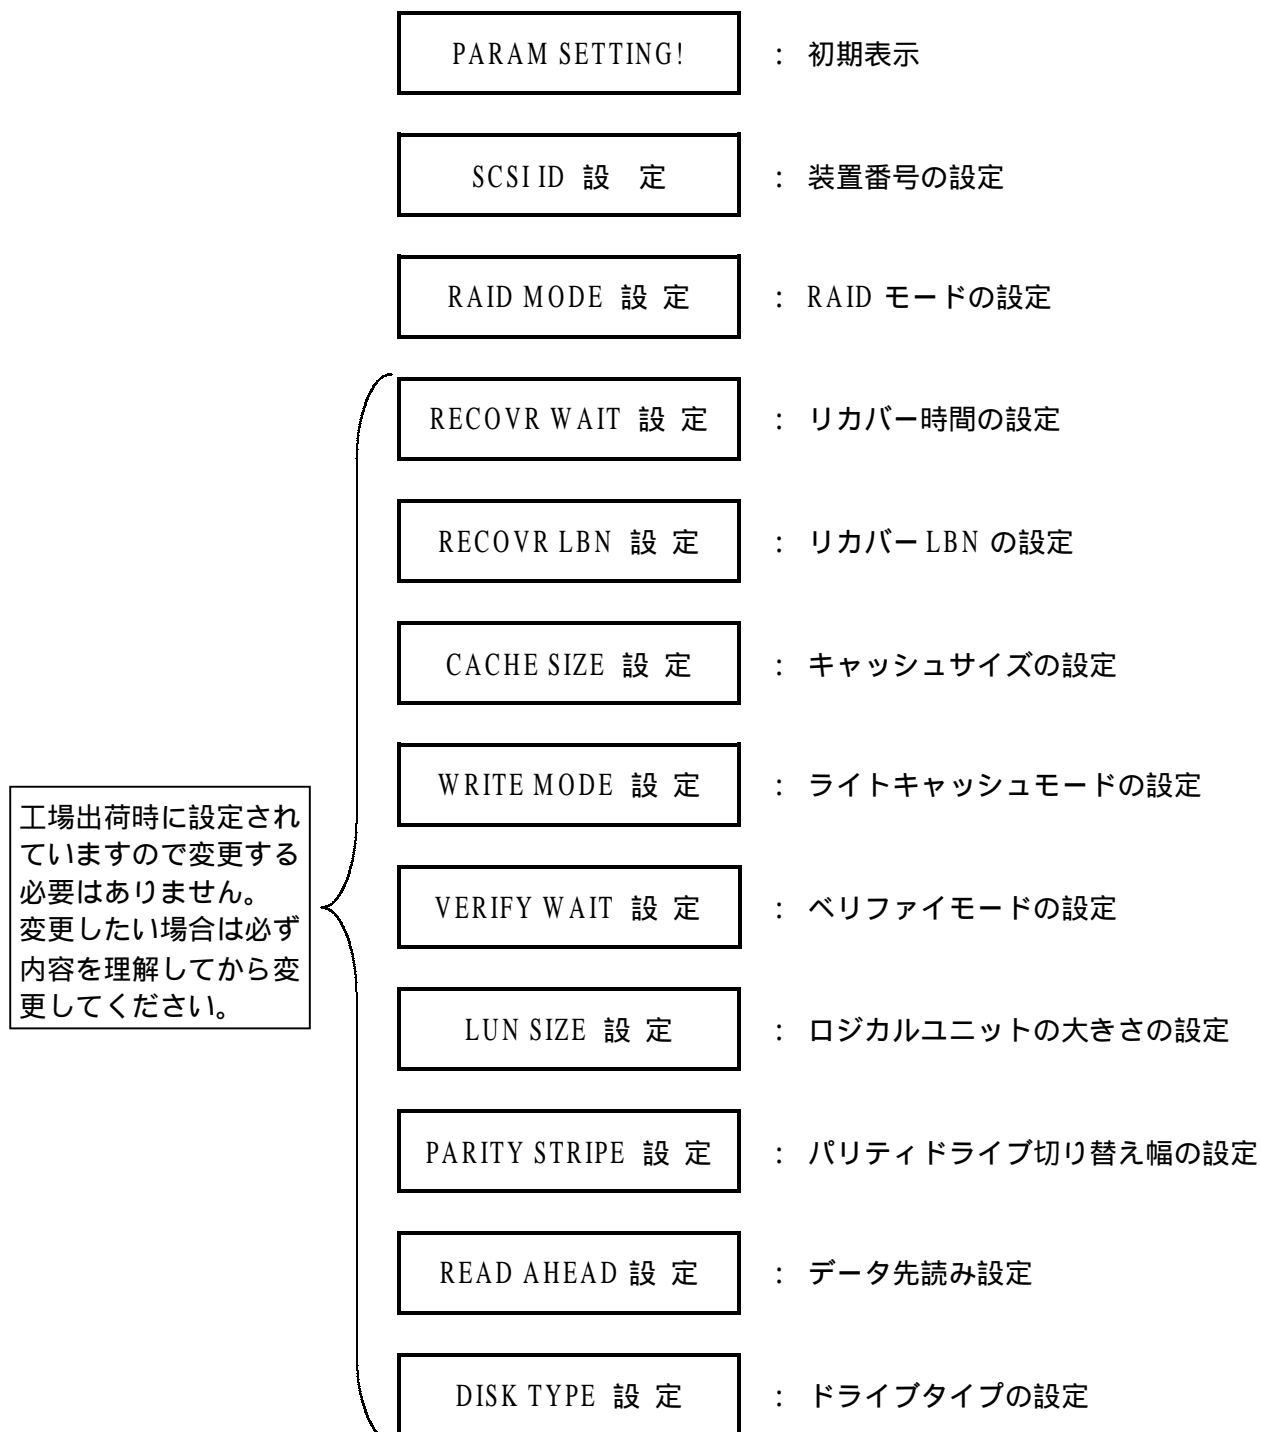 PARAM SETTING! : 初期表示
SCSI ID 設 定 : 装置番号の設定
RAID MODE 設 定 : RAID モードの設定
RECOVR WAIT 設 定 : リカバー時間の設定
RECOVR LBN 設 定 : リカバー LBN の設定
CACHE SIZE 設 定 : キャッシュサイズの設定
WRITE MODE 設 定 : ライトキャッシュモードの設定
工場出荷時に設定され
ていますので変更する
必要はありません。
変更したい場合は必ず
内容を理解してから変
更してください。
VERIFY WAIT 設 定 : ベリファイモードの設定
LUN SIZE 設 定 : ロジカルユニットの大きさの設定
PARITY STRIPE 設 定 : パリティドライブ切り替え幅の設定
READ AHEAD 設 定 : データ先読み設定
DISK TYPE 設 定 : ドライブタイプの設定